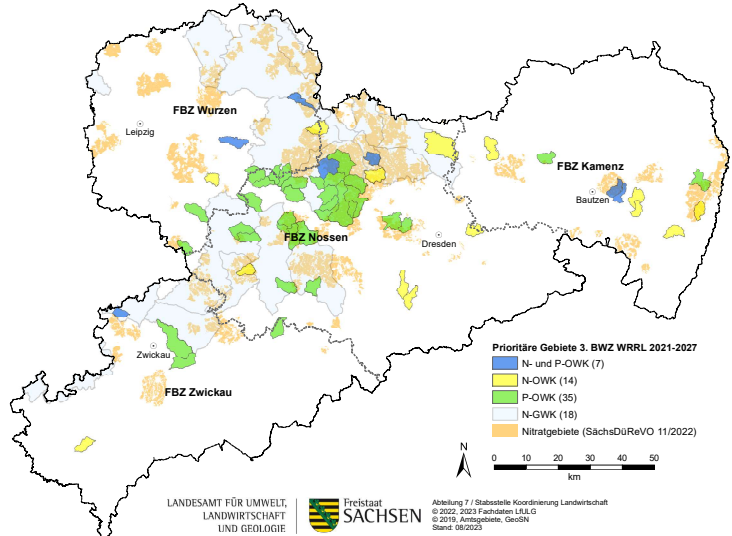 FBZ Wurzen
Leipzig
FBZ Kamenz
Bautzen
FBZ Nossen
Dresden
Zwickau
FBZ Zwickau
Prioritäre Gebiete 3. BWZ WRRL 2021-2027
N- und P-OWK (7)
N-OWK (14)
P-OWK (35)
N-GWK (18)
Nitratgebiete (SächsDüReVO 11/2022)
N
0 10 20 30 40 50
km
LANDESAMT FÜR UMWELT,
LANDWIRTSCHAFT
UND GEOLOGIE
Freistaat
SACHSEN
Abteilung 7 / Stabsstelle Koordinierung Landwirtschaft
© 2022, 2023 Fachdaten LfULG
© 2019, Amtsgebiete, GeoSN
Stand: 08/2023